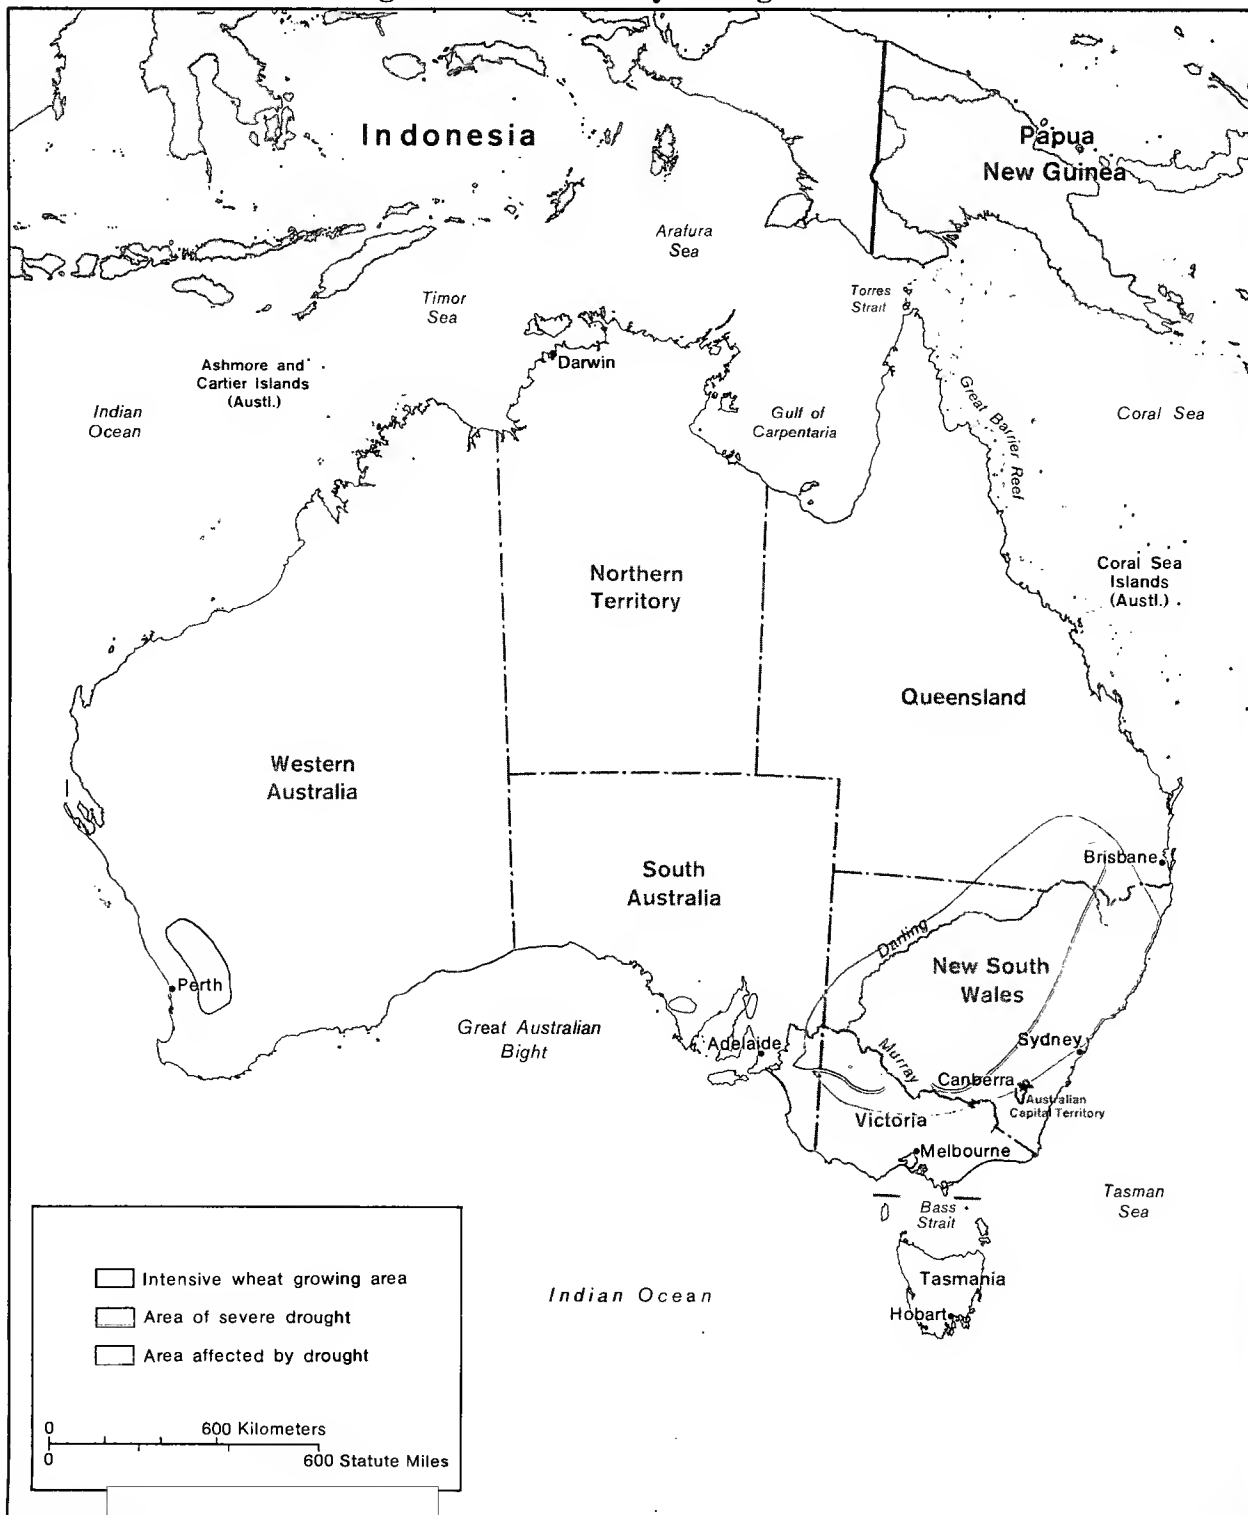 Indonesia
Papua
New Guinea
Arafura
Sea
Timor
Sea
Torres
Strait
Darwin
Ashmore and
Cartier Islands
(Austl.)
Indian
Ocean
Gulf of
Carpentaria
Great Barrier Reef
Coral Sea
Coral Sea
Islands
(Austl.)
Northern
Territory
Queensland
Western
Australia
South
Australia
Brisbane
Darling
New South
Wales
Perth
Great Australian
Bight
Adelaide
Murray
Sydney
Canberra
Australian
Capital Territory
Victoria
Melbourne
Bass
Strait
Tasman
Sea
Tasmania
Hobart
Indian Ocean
Intensive wheat growing area
Area of severe drought
Area affected by drought
0 600 Kilometers
0 600 Statute Miles